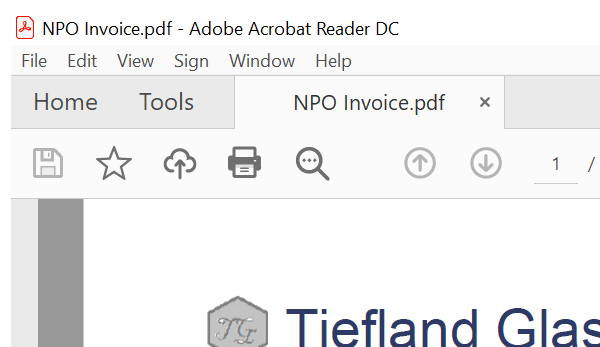 NPO Invoice.pdf - Adobe Acrobat Reader DC
File Edit View Sign Window Help
Home Tools NPO Invoice.pdf ×
1 /
TG
Tiefland Glas